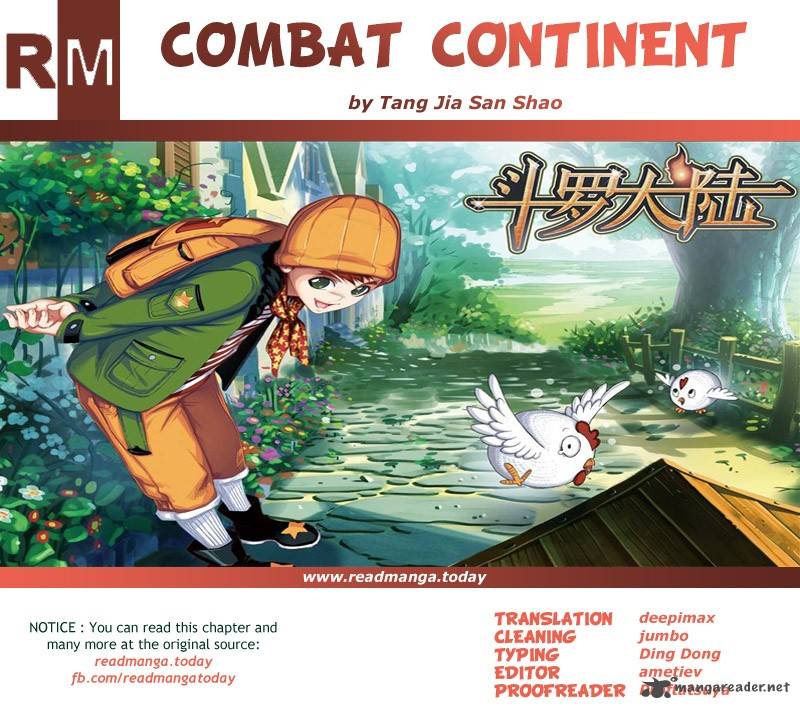 RM
COMBAT CONTINENT
by Tang Jia San Shao
斗罗大陆
www.readmanga.today
NOTICE : You can read this chapter and
many more at the original source:
readmanga.today
fb.com/readmangatoday
TRANSLATION deepimax
CLEANING jumbo
TYPING Ding Dong
EDITOR ametiev
PROOFREADER
mangareader.net